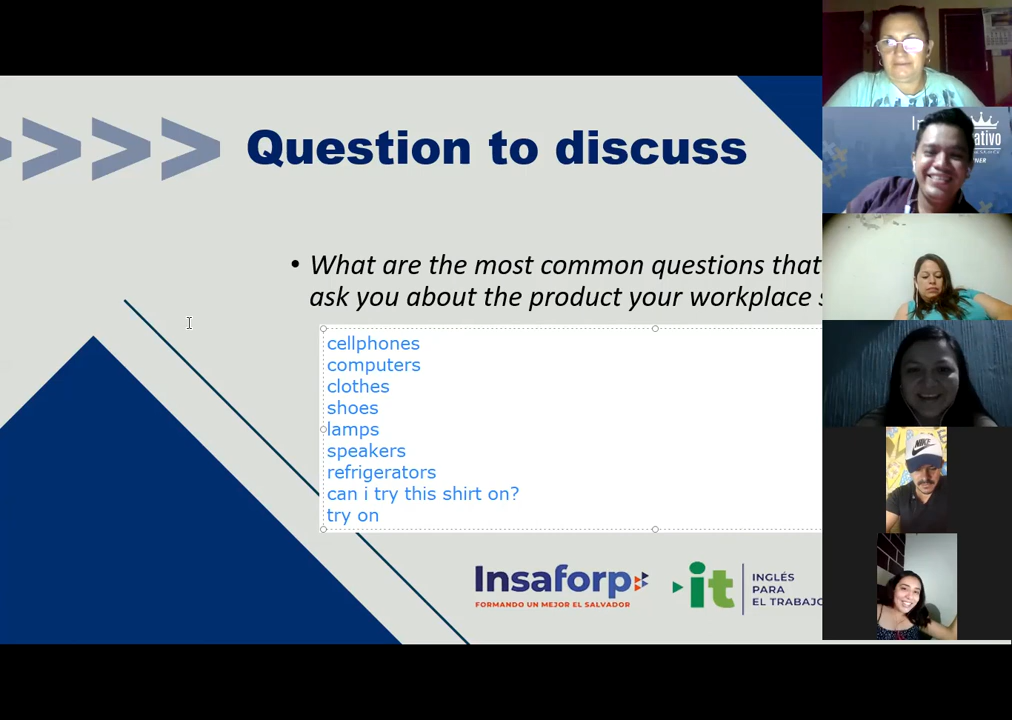 Question to discuss
• What are the most common questions that
ask you about the product your workplace
cellphones
computers
clothes
shoes
lamps
speakers
refrigerators
can i try this shirt on?
try on
Insaforp
FORMANDO UN MEJOR EL SALVADOR
it
INGLÉS
PARA
EL TRABAJO
NIKE